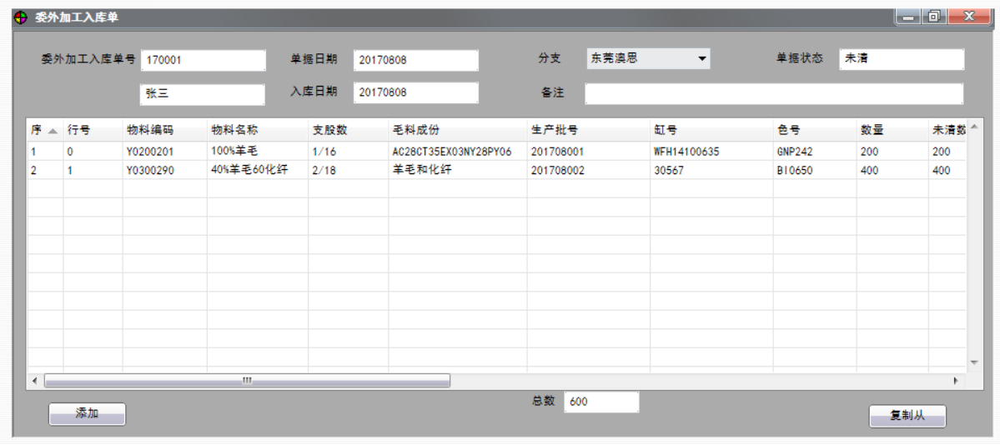 委外加工入库单
委外加工入库单号 170001 单据日期 20170808 分支 东莞澳思 单据状态 未清
张三 入库日期 20170808 备注
序 行号 物料编码 物料名称 支股数 毛料成份 生产批号 缸号 色号 数量 未清数
1 0 Y0200201 100%羊毛 1/16 AC28CT35EX03NY28PY06 201708001 WFH14100635 GNP242 200 200
2 1 Y0300290 40%羊毛60化纤 2/18 羊毛和化纤 201708002 30567 BI0650 400 400
总数 600
添加 复制从